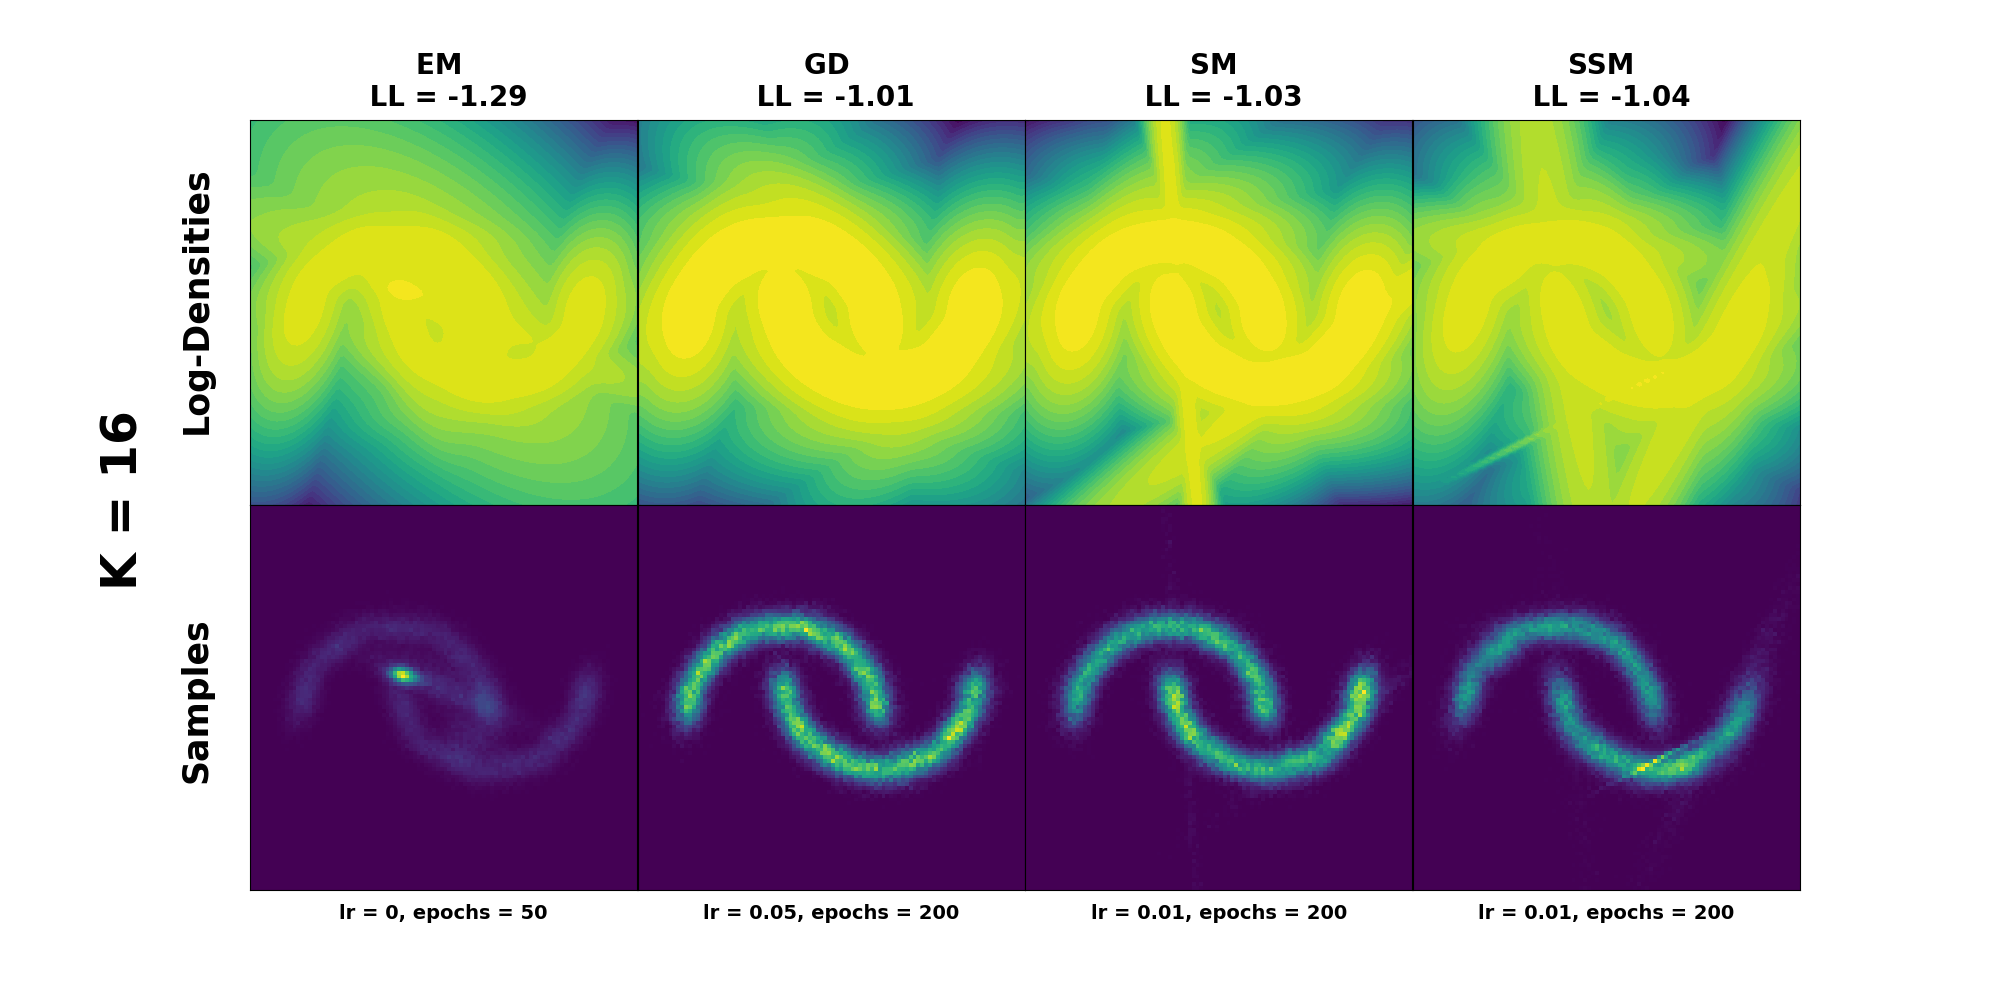 EM
LL = -1.29
GD
LL = -1.01
SM
LL = -1.03
SSM
LL = -1.04
K = 16
Log-Densities
Samples
lr = 0, epochs = 50
lr = 0.05, epochs = 200
lr = 0.01, epochs = 200
lr = 0.01, epochs = 200